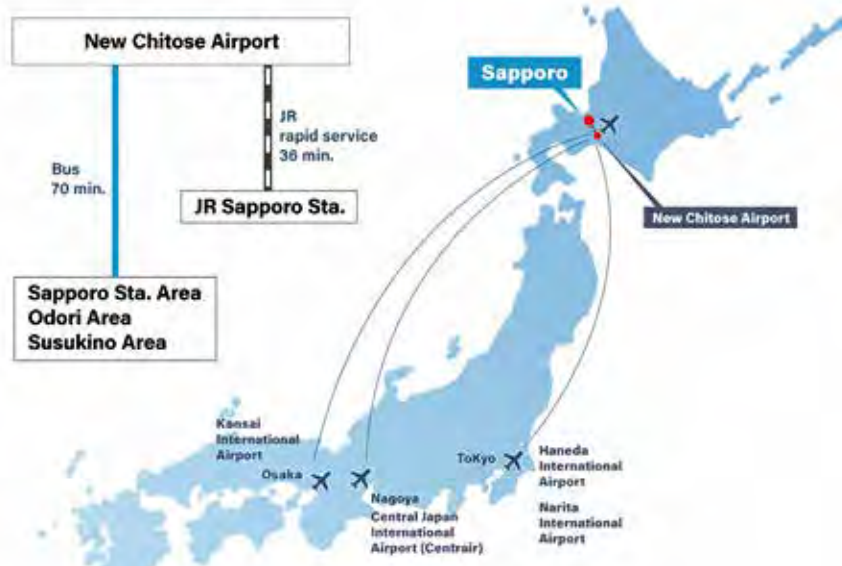 New Chitose Airport
JR
rapid service
36 min.
Bus
70 min.
JR Sapporo Sta.
Sapporo Sta. Area
Odori Area
Susukino Area
Sapporo
New Chitose Airport
Kansai
International
Airport
Osaka
Nagoya
Central Japan
International
Airport (Centrair)
ToKyo
Haneda
International
Airport
Narita
International
Airport